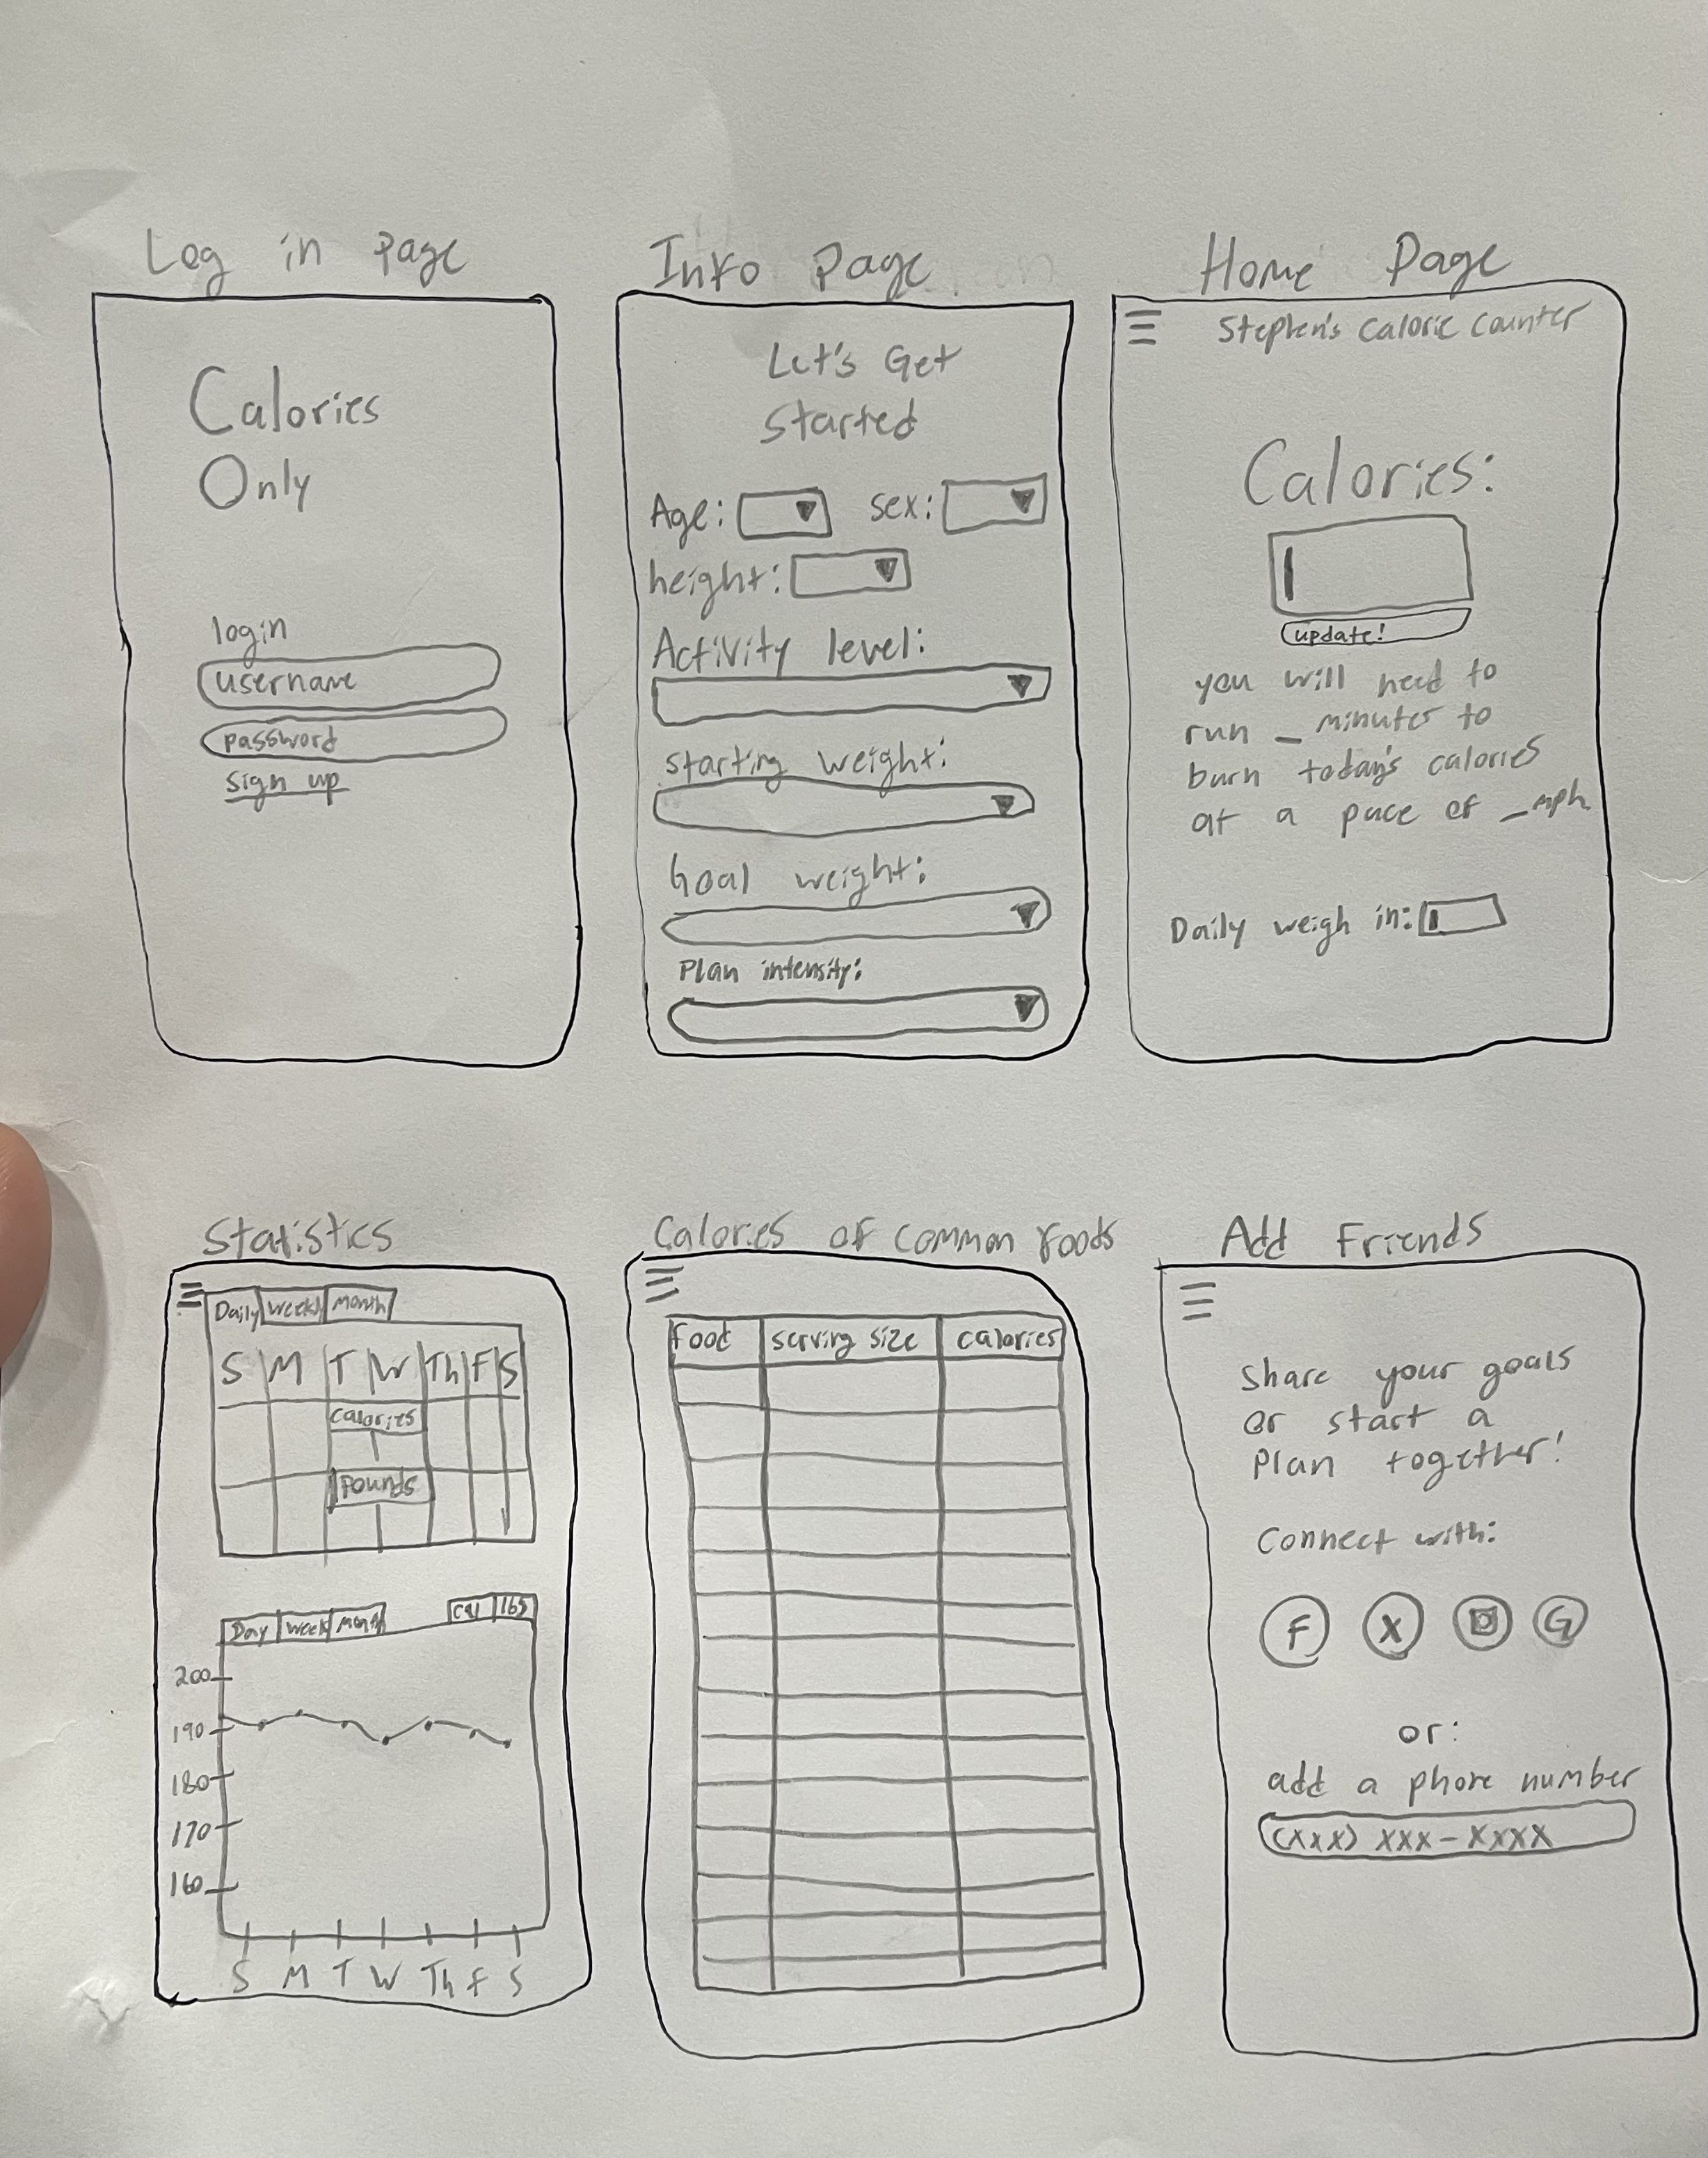 Log in page
Calories
Only
login
username
password
sign up
Info Page
Let's Get
Started
Age: sex:
height:
Activity level:
starting weight:
Goal weight:
Plan intensity:
Home Page
Stephen's calorie counter
Calories:
update!
you will need to
run _ minutes to
burn today's calories
at a pace of _mph
Daily weigh in:
Statistics
Daily Weekly Month
S M T W Th F S
calories
Pounds
Day Week Month cal lbs
200
190
180
170
160
S M T W Th F S
Calories of common foods
Food serving size calories
Add Friends
Share your goals
or start a
Plan together!
Connect with:
F X G
or:
add a phone number
(xxx) xxx-xxxx